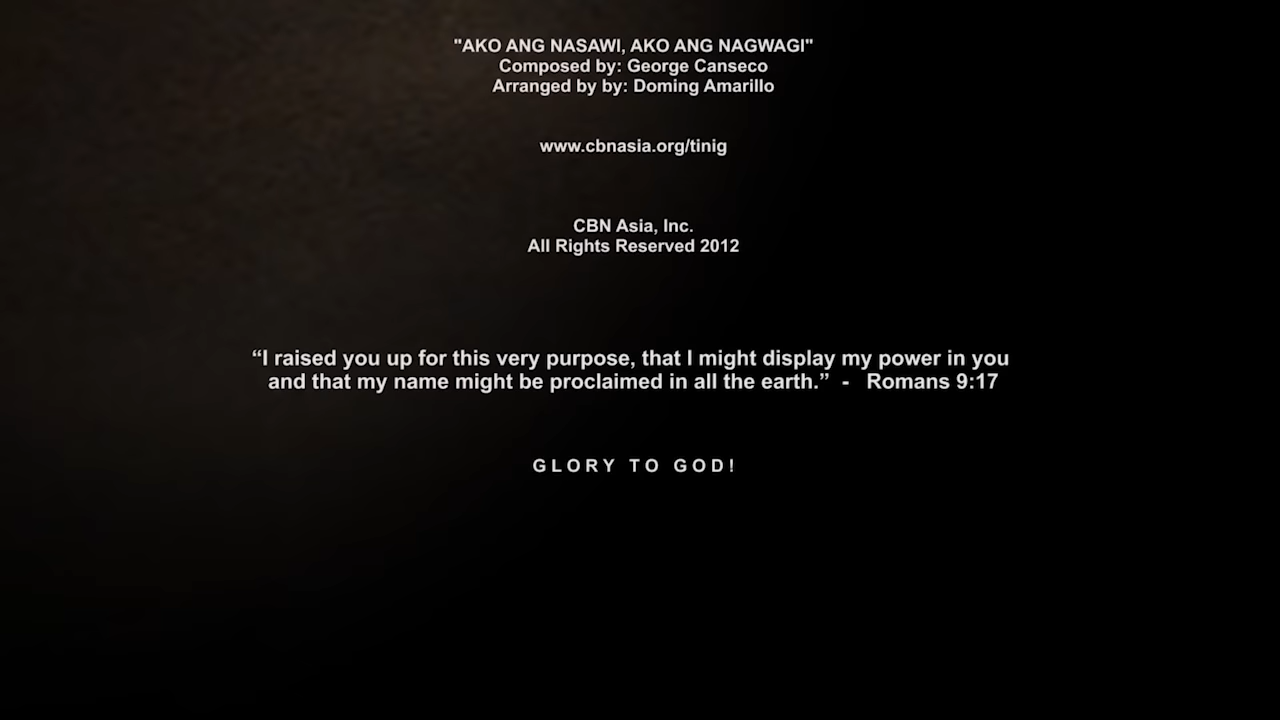 "AKO ANG NASAWI, AKO ANG NAGWAGI"
Composed by: George Canseco
Arranged by by: Doming Amarillo
www.cbnasia.org/tinig
CBN Asia, Inc.
All Rights Reserved 2012
“I raised you up for this very purpose, that I might display my power in you
and that my name might be proclaimed in all the earth.” - Romans 9:17
GLORY TO GOD!